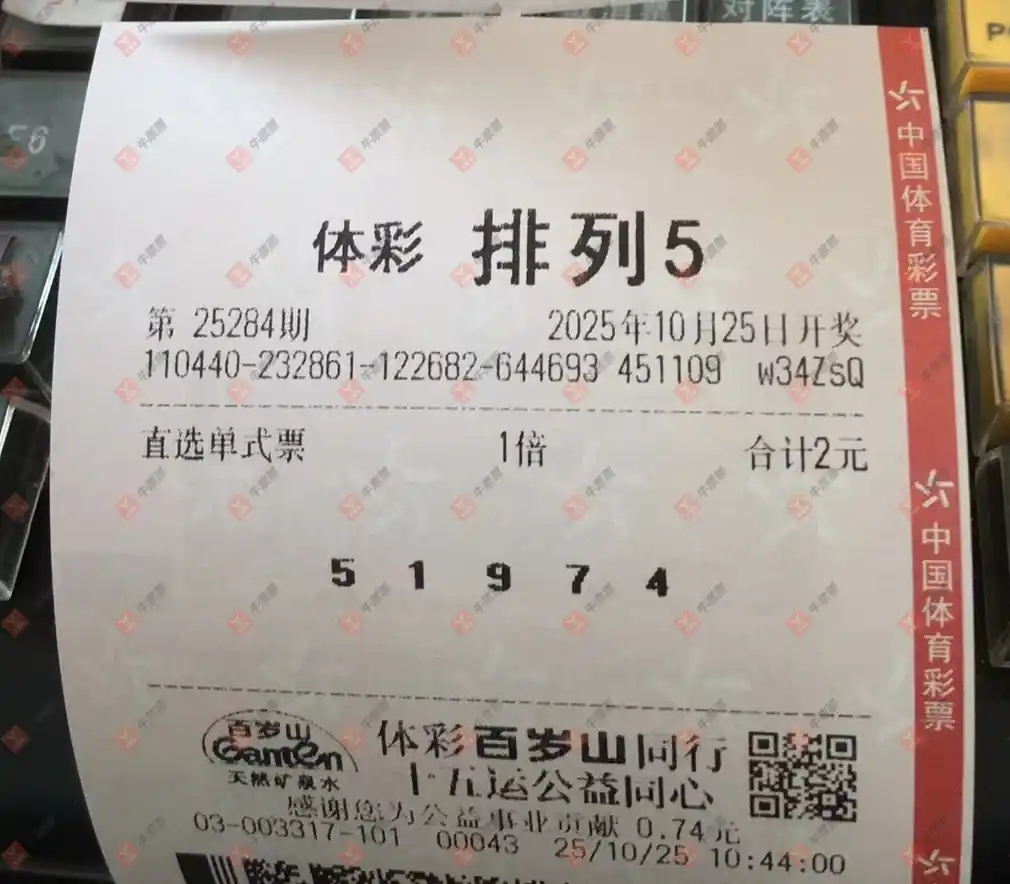 对阵表
体彩 排列5
第 25284期 2025年10月25日开奖
110440-232861-122682-644693 451109 w34ZsQ
直选单式票 1倍 合计2元
5 1 9 7 4
百岁山
Ganten
天然矿泉水
体彩百岁山同行
十五运公益同心
感谢您为公益事业贡献 0.74元
03-003317-101 00043 25/10/25 10:44:00
中国体育彩票
中国体育彩票